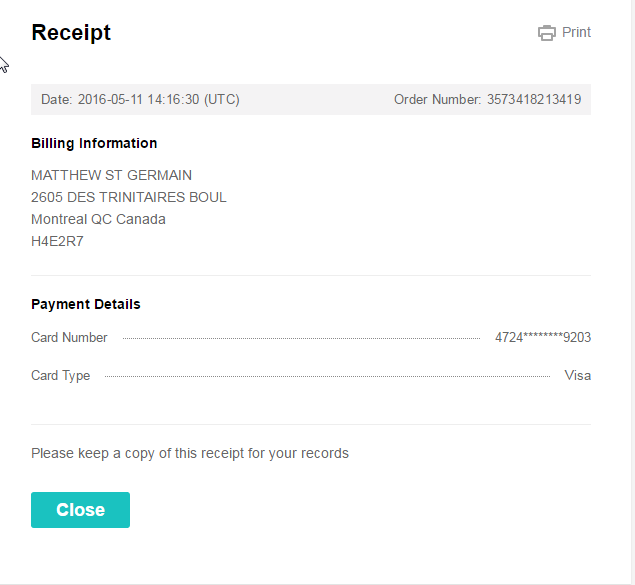 Receipt
Print
Date: 2016-05-11 14:16:30 (UTC)
Order Number: 3573418213419
Billing Information
MATTHEW ST GERMAIN
2605 DES TRINITAIRES BOUL
Montreal QC Canada
H4E2R7
Payment Details
Card Number 4724********9203
Card Type Visa
Please keep a copy of this receipt for your records
Close